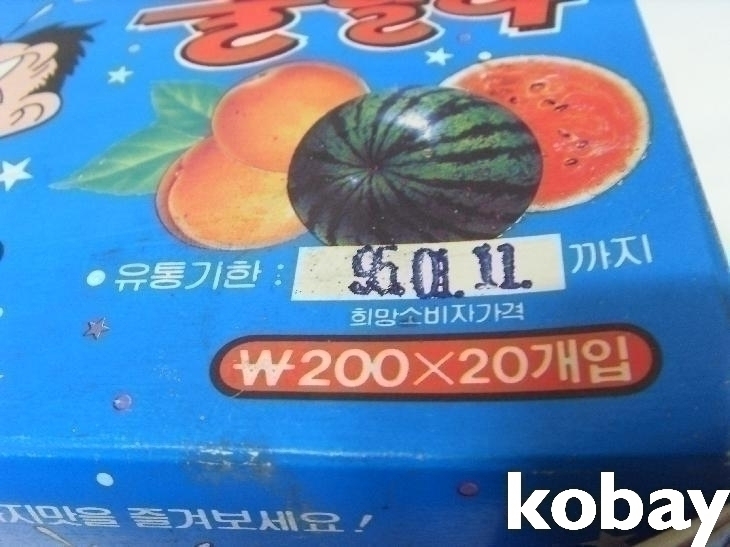 유통기한 : 95.01.11. 까지
희망소비자가격
₩200×20개입
지맛을 즐겨보세요!
kobay